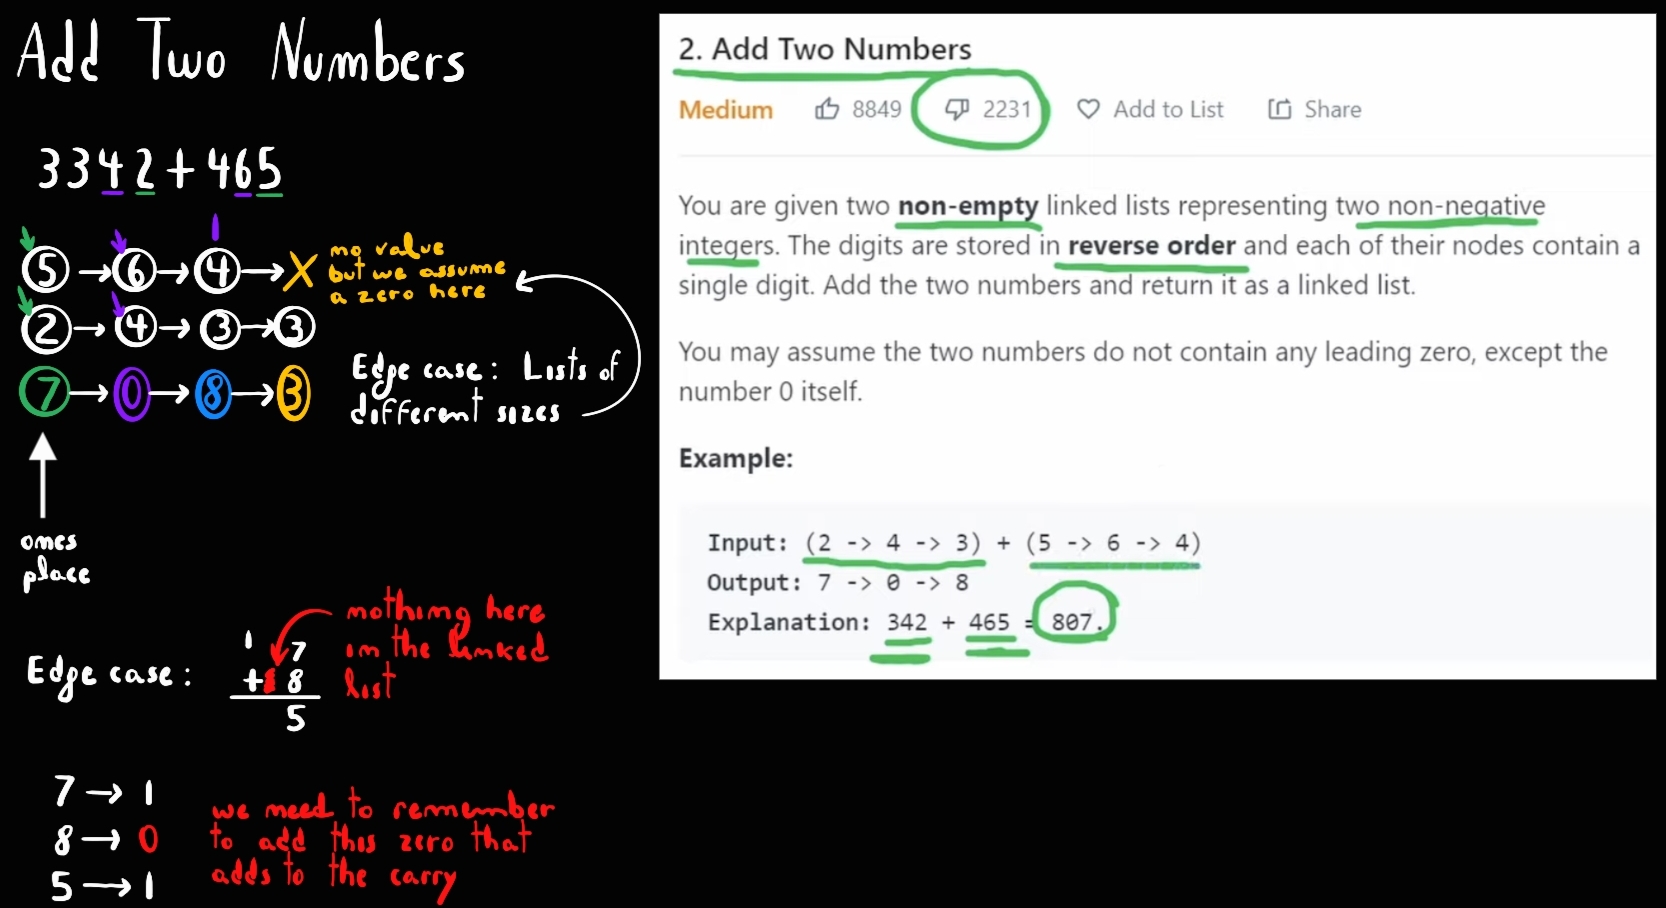 Add Two Numbers
3342+465
5→6→4→X
no value
but we assume
a zero here
2→4→3→3
7→0→8→3
Edge case: Lists of
different sizes
ones
place
Edge case:
1 7
+ 8
5
nothing here
in the linked
list
7→1
8→0
5→1
we need to remember
to add this zero that
adds to the carry
2. Add Two Numbers
Medium 8849 2231 Add to List Share
You are given two non-empty linked lists representing two non-negative
integers. The digits are stored in reverse order and each of their nodes contain a
single digit. Add the two numbers and return it as a linked list.
You may assume the two numbers do not contain any leading zero, except the
number 0 itself.
Example:
Input: (2 -> 4 -> 3) + (5 -> 6 -> 4)
Output: 7 -> 0 -> 8
Explanation: 342 + 465 = 807.